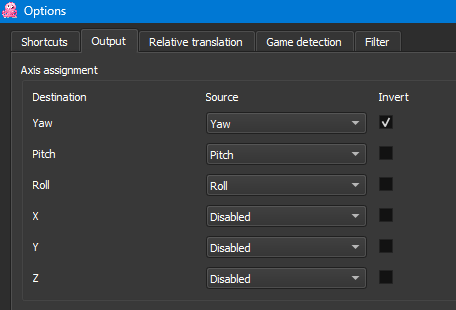 Options
Shortcuts Output Relative translation Game detection Filter
Axis assignment
Destination Source Invert
Yaw Yaw
Pitch Pitch
Roll Roll
X Disabled
Y Disabled
Z Disabled